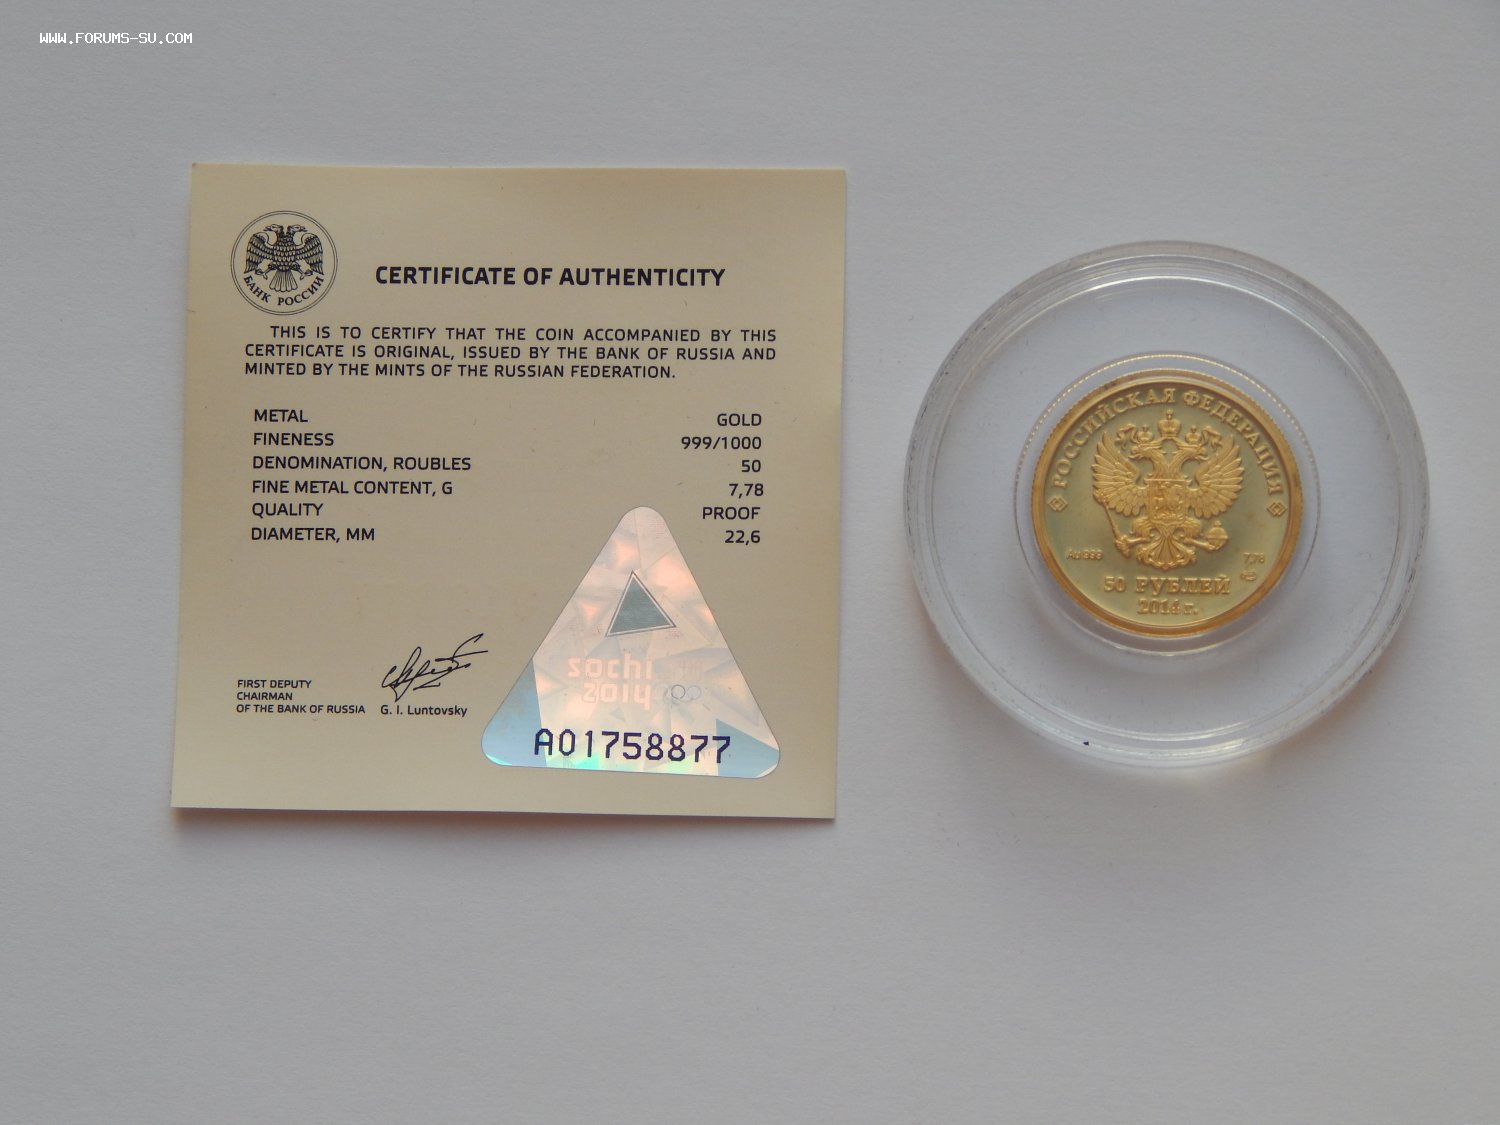 WWW.FORUMS-SU.COM
БАНК РОССИИ
CERTIFICATE OF AUTHENTICITY
THIS IS TO CERTIFY THAT THE COIN ACCOMPANIED BY THIS
CERTIFICATE IS ORIGINAL, ISSUED BY THE BANK OF RUSSIA AND
MINTED BY THE MINTS OF THE RUSSIAN FEDERATION.
METAL GOLD
FINENESS 999/1000
DENOMINATION, ROUBLES 50
FINE METAL CONTENT, G 7,78
QUALITY PROOF
DIAMETER, MM 22,6
FIRST DEPUTY
CHAIRMAN
OF THE BANK OF RUSSIA G. I. Luntovsky
sochi
2014
A01758877
РОССИЙСКАЯ ФЕДЕРАЦИЯ
Au 999 7,78
50 РУБЛЕЙ
2014 г.